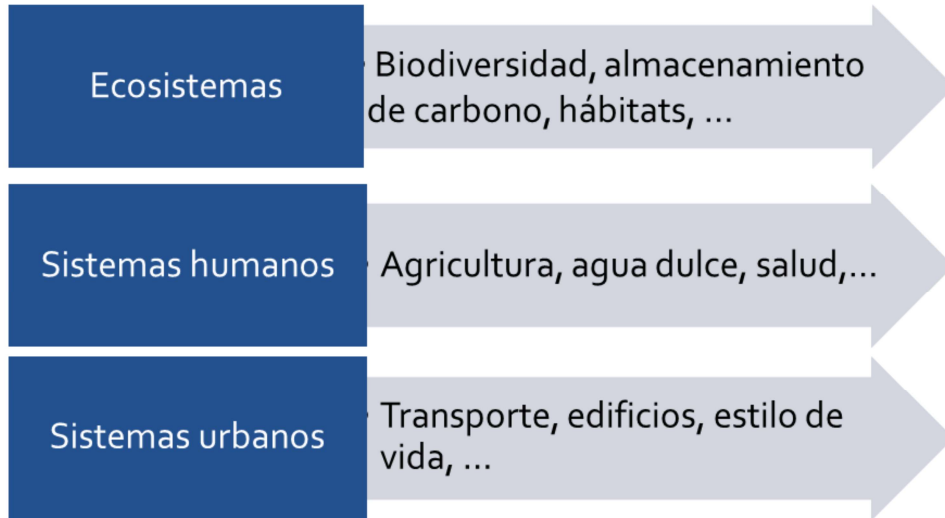 Ecosistemas
• Biodiversidad, almacenamiento
de carbono, hábitats, ...
Sistemas humanos
• Agricultura, agua dulce, salud,...
Sistemas urbanos
• Transporte, edificios, estilo de
vida, ...